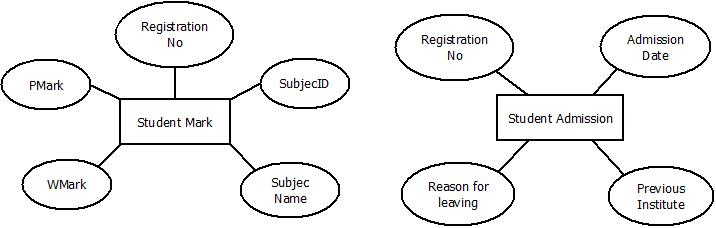 Registration
No
PMark
SubjecID
Student Mark
WMark
Subjec
Name
Registration
No
Admission
Date
Student Admission
Reason for
leaving
Previous
Institute